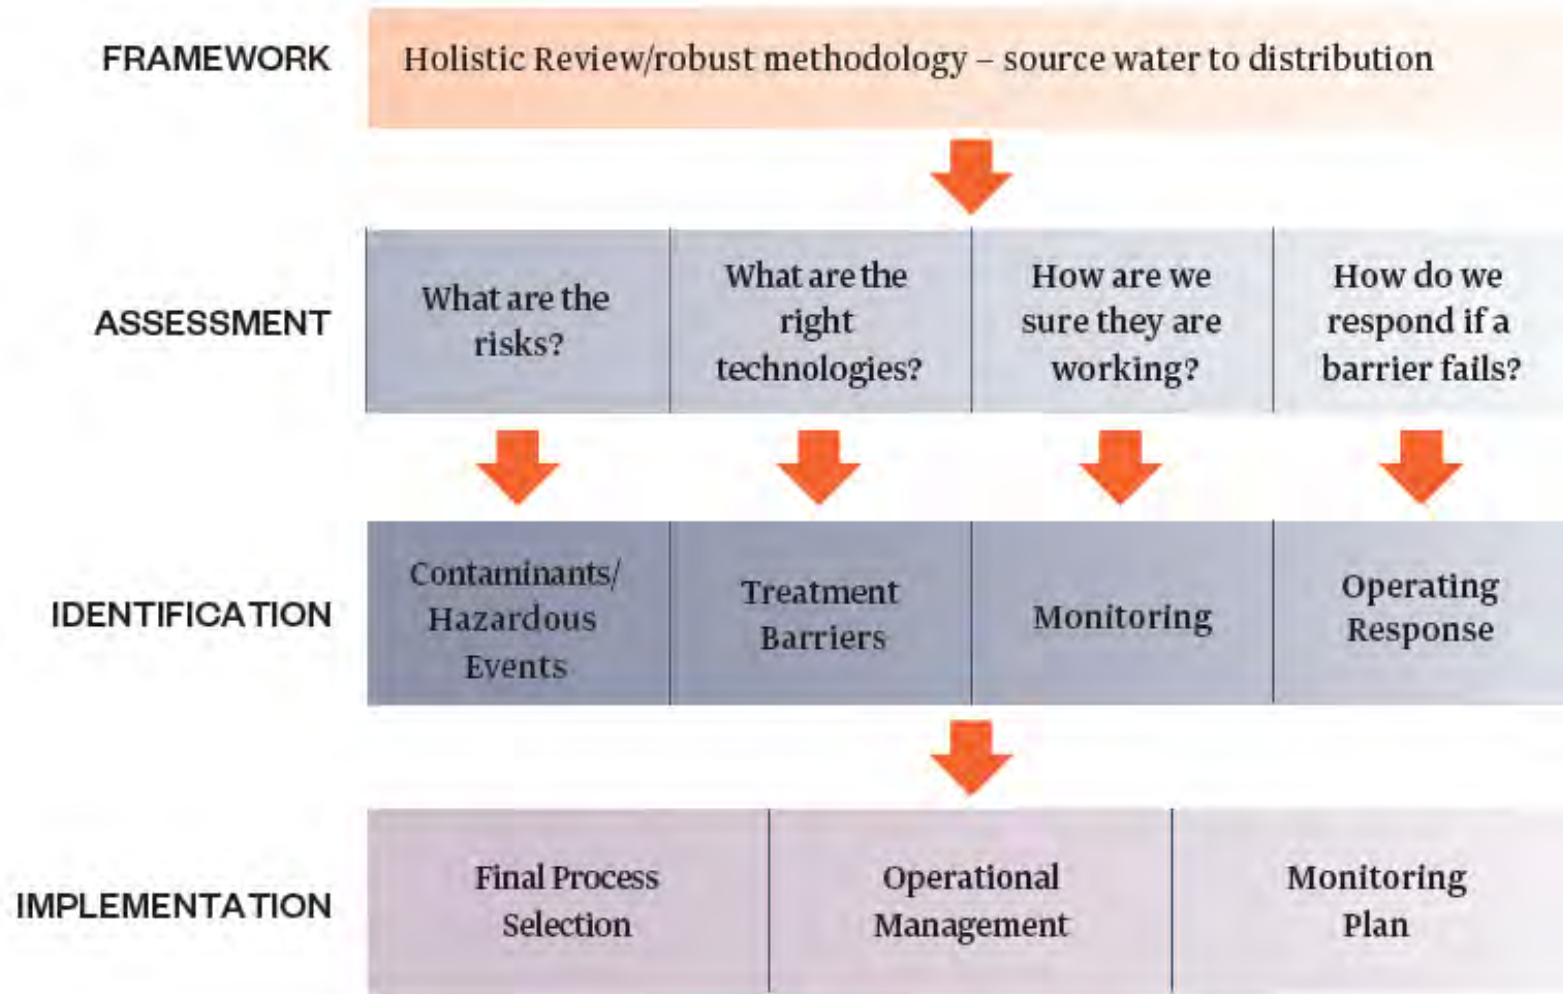 FRAMEWORK
Holistic Review/robust methodology – source water to distribution
ASSESSMENT
What are the
risks?
What are the
right
technologies?
How are we
sure they are
working?
How do we
respond if a
barrier fails?
IDENTIFICATION
Contaminants/
Hazardous
Events
Treatment
Barriers
Monitoring
Operating
Response
IMPLEMENTATION
Final Process
Selection
Operational
Management
Monitoring
Plan